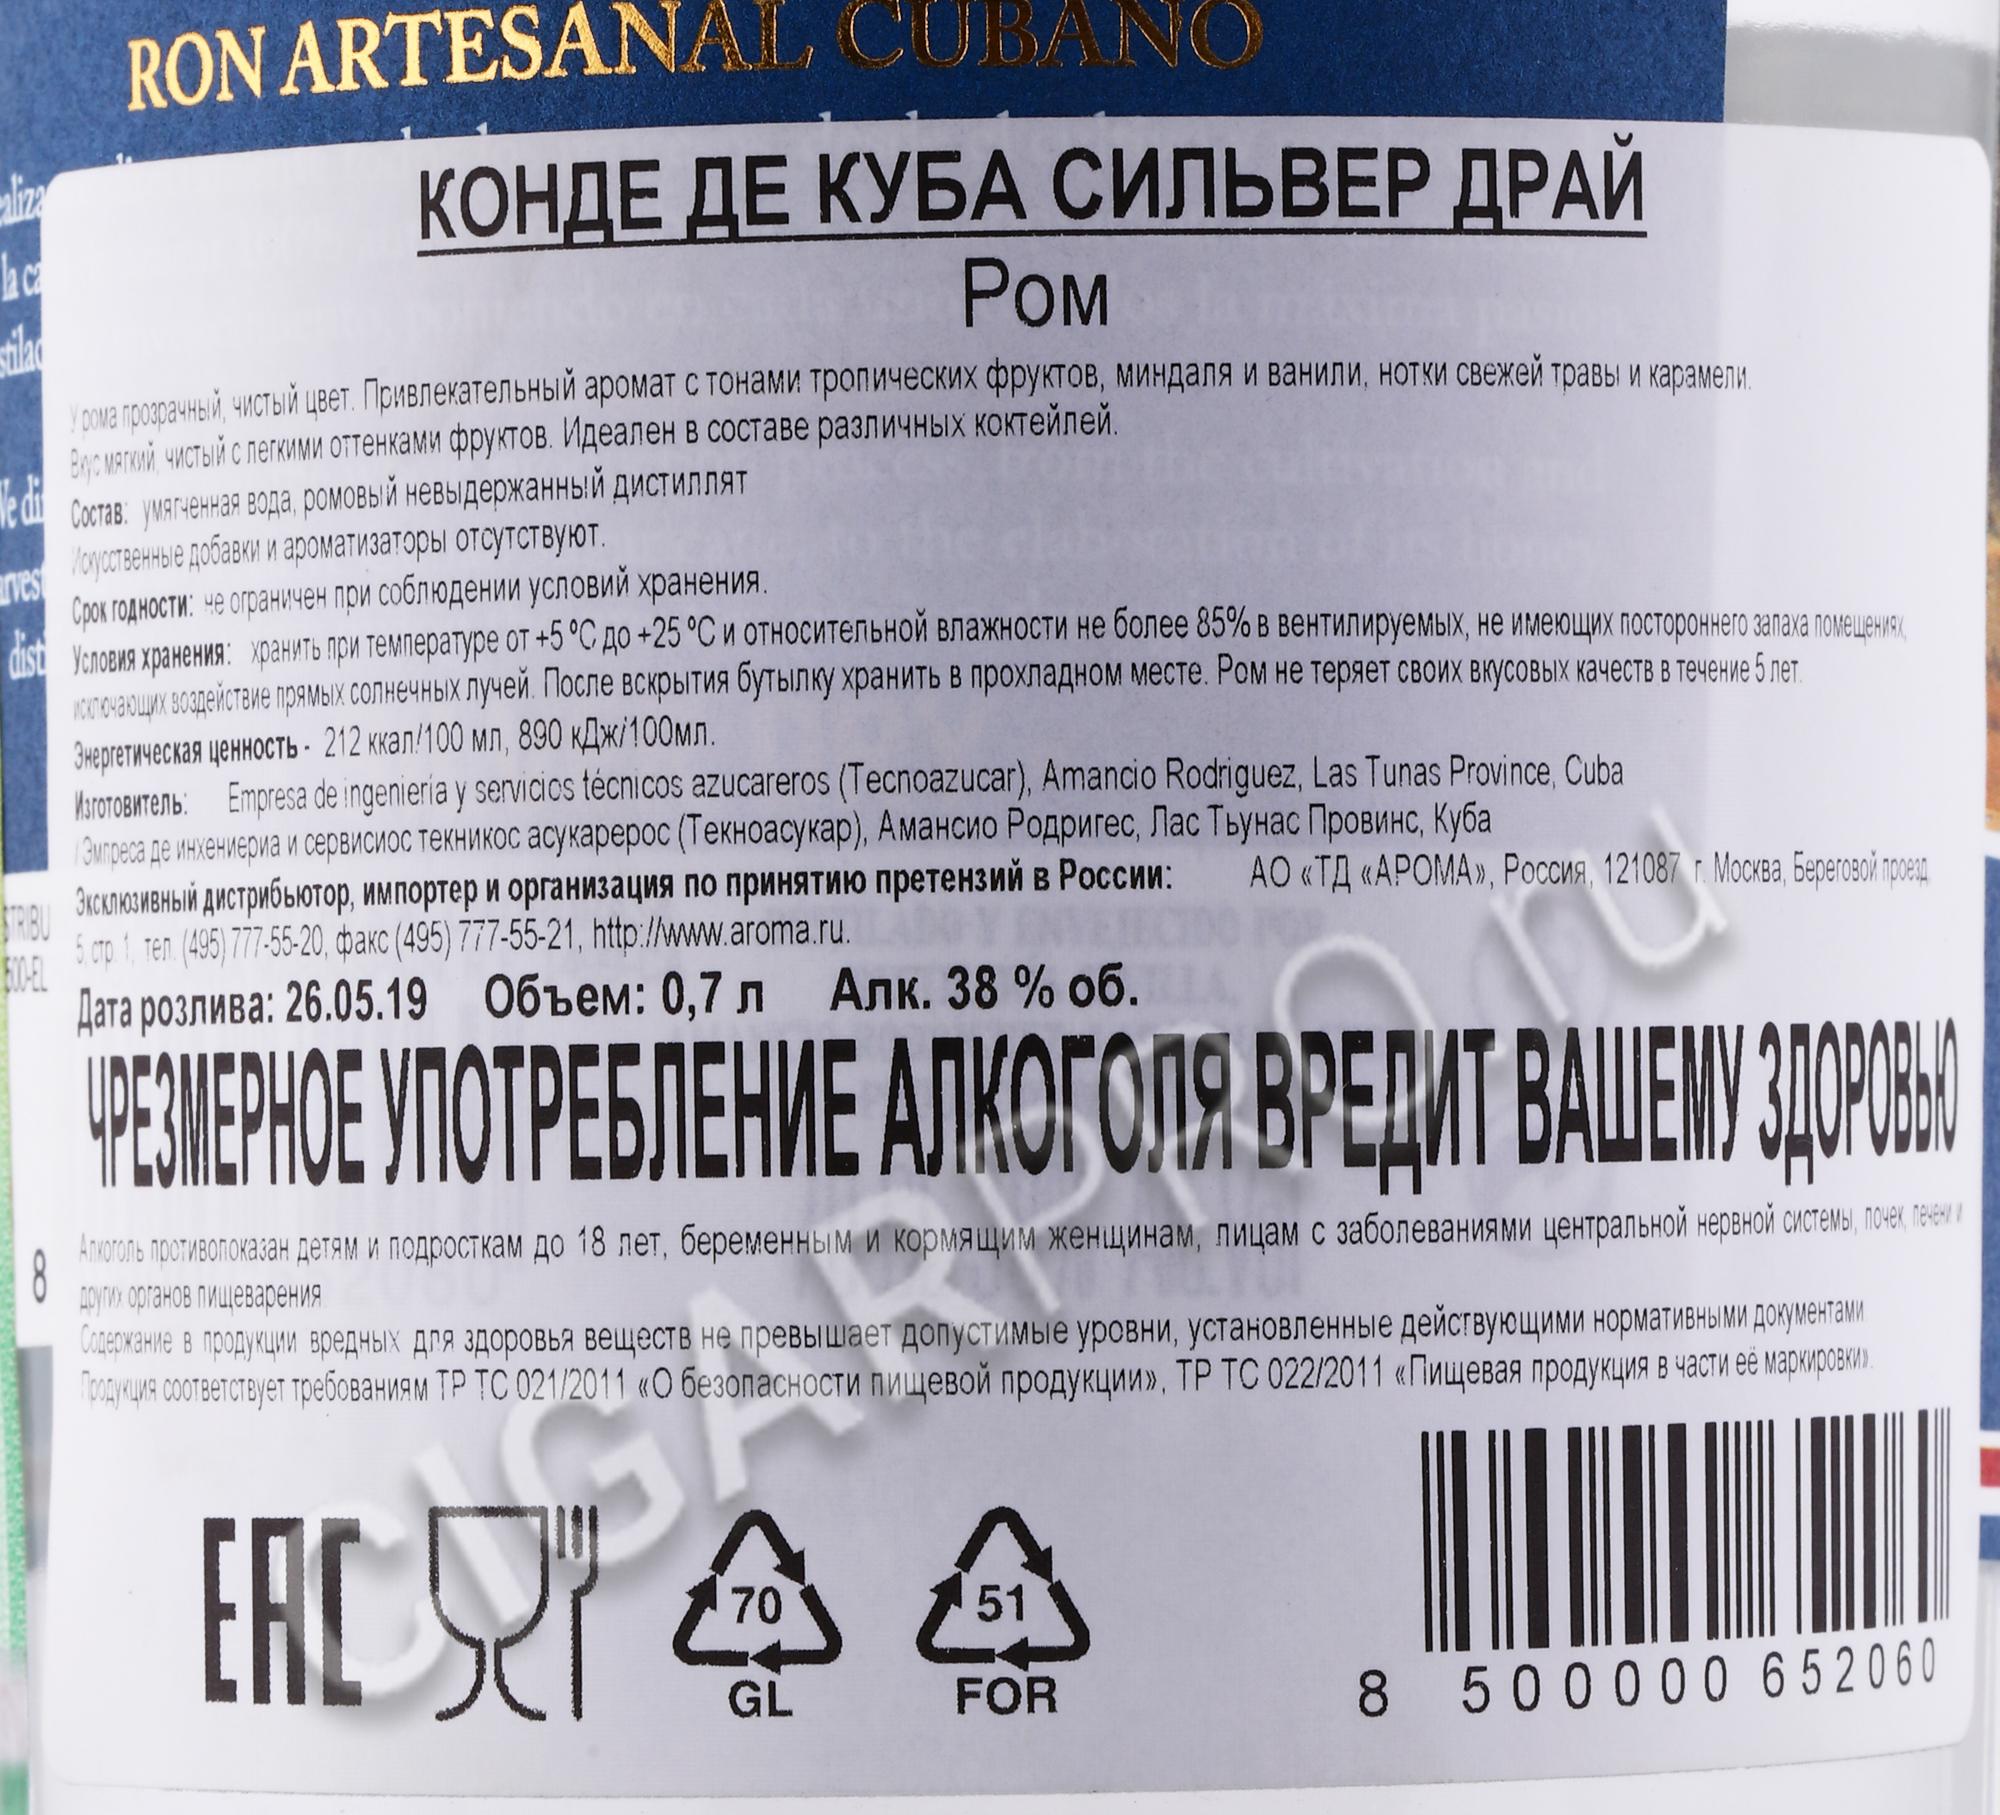 RON ARTESANAL CUBANO
КОНДЕ ДЕ КУБА СИЛЬВЕР ДРАЙ
Ром
У рома прозрачный, чистый цвет. Привлекательный аромат с тонами тропических фруктов, миндаля и ванили, нотки свежей травы и карамели.
Вкус мягкий, чистый с легкими оттенками фруктов. Идеален в составе различных коктейлей.
Состав: умягченная вода, ромовый невыдержанный дистиллят
Искусственные добавки и ароматизаторы отсутствуют.
Срок годности: не ограничен при соблюдении условий хранения.
Условия хранения: хранить при температуре от +5 °С до +25 °С и относительной влажности не более 85% в вентилируемых, не имеющих постороннего запаха помещениях,
исключающих воздействие прямых солнечных лучей. После вскрытия бутылку хранить в прохладном месте. Ром не теряет своих вкусовых качеств в течение 5 лет.
Энергетическая ценность - 212 ккал/100 мл, 890 кДж/100мл.
Изготовитель: Empresa de ingeniería y servicios técnicos azucareros (Tecnoazucar), Amancio Rodriguez, Las Tunas Province, Cuba
/ Эмпреса де инхениериа и сервисиос текникос асукарерос (Текноасукар), Амансио Родригес, Лас Тьунас Провинс, Куба
Эксклюзивный дистрибьютор, импортер и организация по принятию претензий в России: АО «ТД «АРОМА», Россия, 121087 г. Москва, Береговой проезд,
5, стр. 1, тел. (495) 777-55-20, факс (495) 777-55-21, http://www.aroma.ru.
Дата розлива: 26.05.19 Объем: 0,7 л Алк. 38 % об.
ЧРЕЗМЕРНОЕ УПОТРЕБЛЕНИЕ АЛКОГОЛЯ ВРЕДИТ ВАШЕМУ ЗДОРОВЬЮ
Алкоголь противопоказан детям и подросткам до 18 лет, беременным и кормящим женщинам, лицам с заболеваниями центральной нервной системы, почек, печени и
других органов пищеварения
Содержание в продукции вредных для здоровья веществ не превышает допустимые уровни, установленные действующими нормативными документами
Продукция соответствует требованиям ТР ТС 021/2011 «О безопасности пищевой продукции», ТР ТС 022/2011 «Пищевая продукция в части её маркировки».
EAC
70
GL
51
FOR
8 500000 652060
CIGARPRO.ru